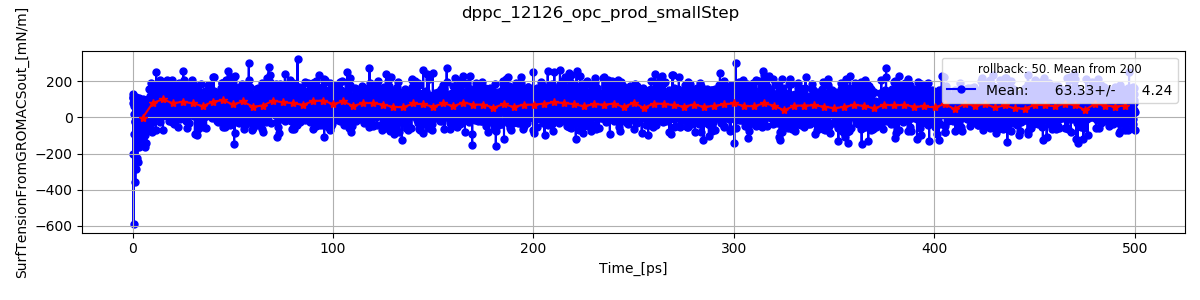 dppc_12126_opc_prod_smallStep
SurfTensionFromGROMACSout_[mN/m]
200
0
−200
−400
−600
rollback: 50. Mean from 200
Mean: 63.33+/- 4.24
0 100 200 300 400 500
Time_[ps]